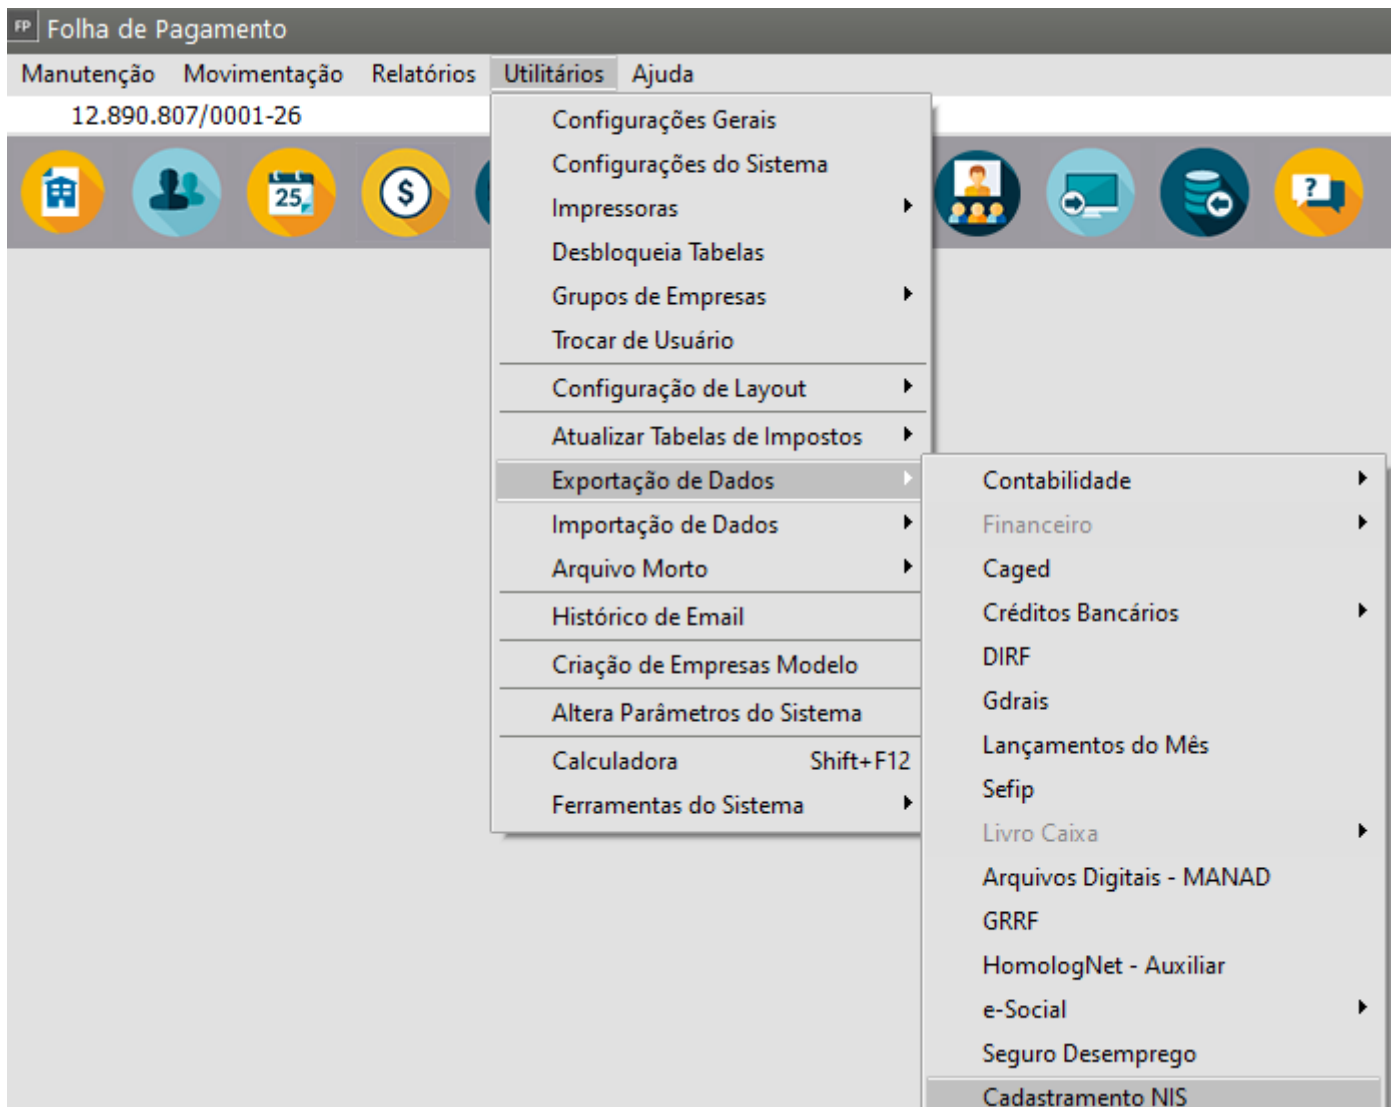 FP Folha de Pagamento
Manutenção Movimentação Relatórios Utilitários Ajuda
12.890.807/0001-26
25
$
?
Configurações Gerais
Configurações do Sistema
Impressoras
Desbloqueia Tabelas
Grupos de Empresas
Trocar de Usuário
Configuração de Layout
Atualizar Tabelas de Impostos
Exportação de Dados
Importação de Dados
Arquivo Morto
Histórico de Email
Criação de Empresas Modelo
Altera Parâmetros do Sistema
Calculadora Shift+F12
Ferramentas do Sistema
Contabilidade
Financeiro
Caged
Créditos Bancários
DIRF
Gdrais
Lançamentos do Mês
Sefip
Livro Caixa
Arquivos Digitais - MANAD
GRRF
HomologNet - Auxiliar
e-Social
Seguro Desemprego
Cadastramento NIS